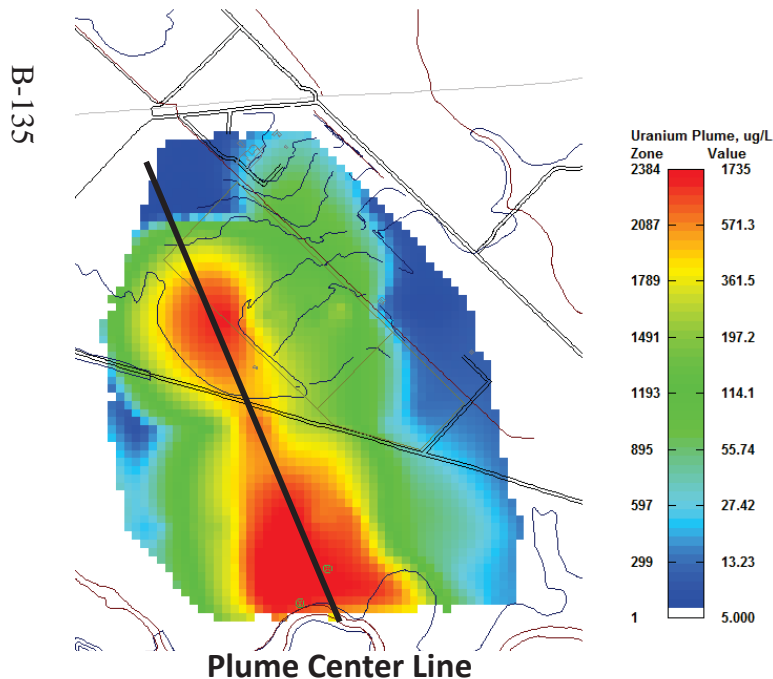 B-135
Uranium Plume, ug/L
Zone Value
2384 1735
2087 571.3
1789 361.5
1491 197.2
1193 114.1
895 55.74
597 27.42
299 13.23
1 5.000
Plume Center Line